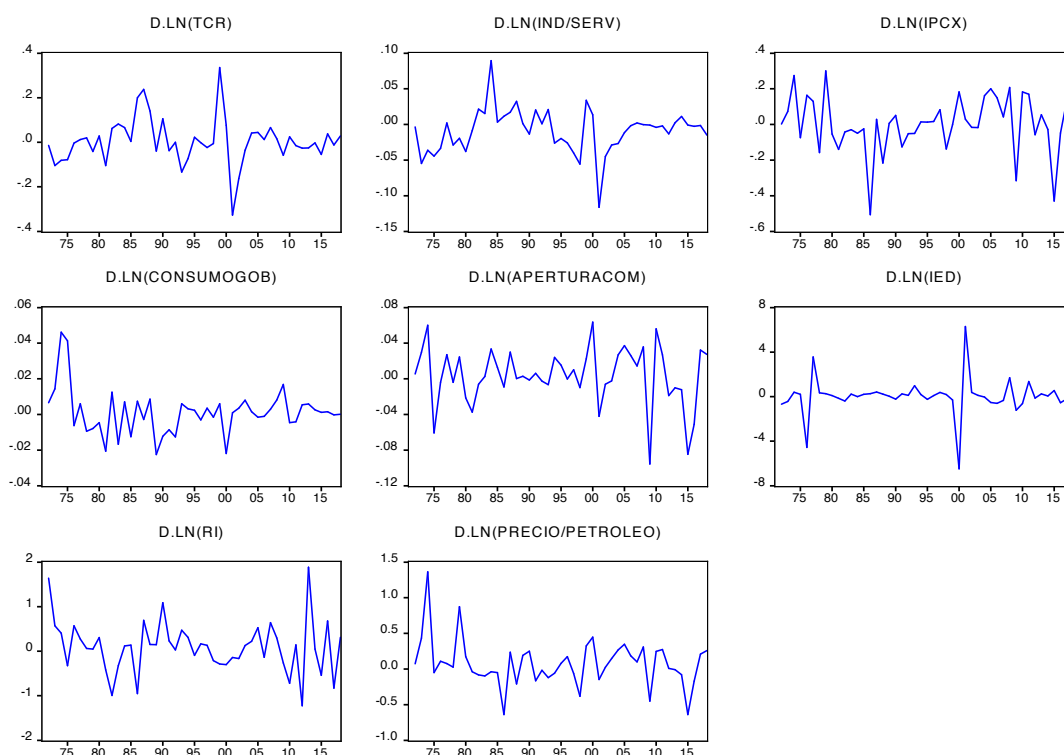 D.LN(TCR)
.4
.2
.0
-.2
-.4
75 80 85 90 95 00 05 10 15
D.LN(IND/SERV)
.10
.05
.00
-.05
-.10
-.15
75 80 85 90 95 00 05 10 15
D.LN(IPCX)
.4
.2
.0
-.2
-.4
-.6
75 80 85 90 95 00 05 10 15
D.LN(CONSUMOGOB)
.06
.04
.02
.00
-.02
-.04
75 80 85 90 95 00 05 10 15
D.LN(APERTURACOM)
.08
.04
.00
-.04
-.08
-.12
75 80 85 90 95 00 05 10 15
D.LN(IED)
8
4
0
-4
-8
75 80 85 90 95 00 05 10 15
D.LN(RI)
2
1
0
-1
-2
75 80 85 90 95 00 05 10 15
D.LN(PRECIO/PETROLEO)
1.5
1.0
0.5
0.0
-0.5
-1.0
75 80 85 90 95 00 05 10 15